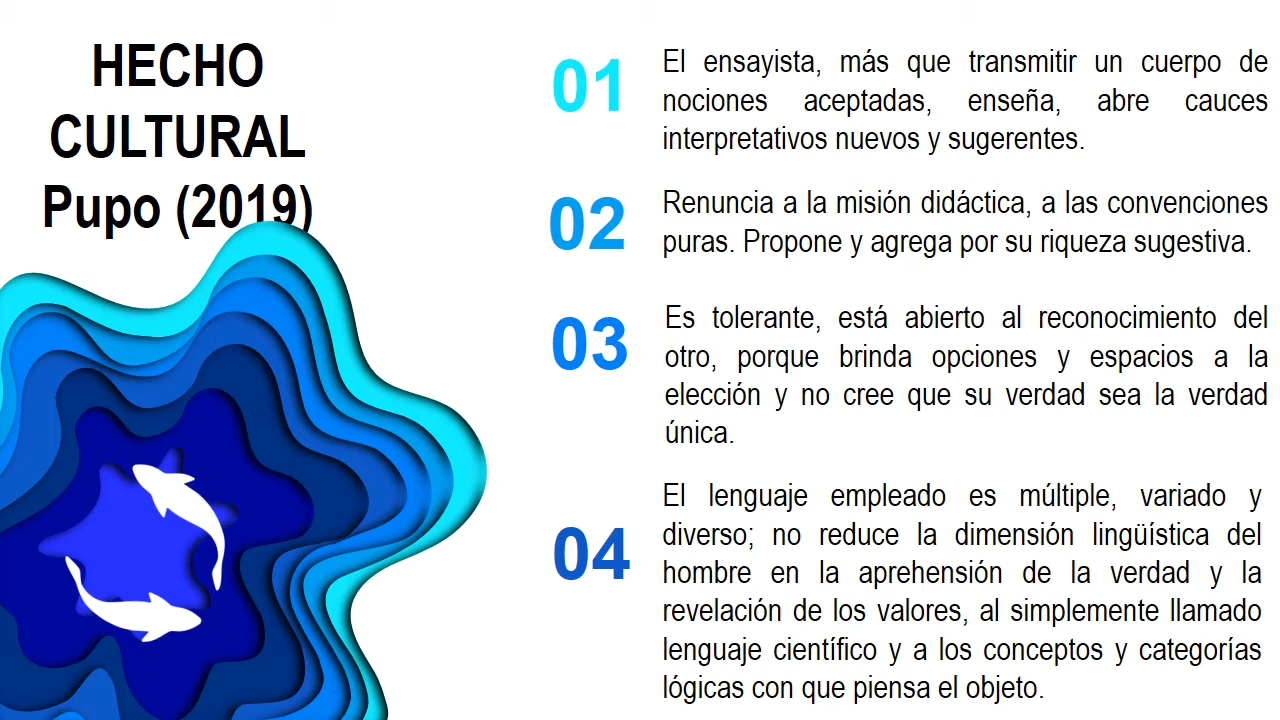 HECHO
CULTURAL
Pupo (2019)
01
El ensayista, más que transmitir un cuerpo de
nociones aceptadas, enseña, abre cauces
interpretativos nuevos y sugerentes.
02
Renuncia a la misión didáctica, a las convenciones
puras. Propone y agrega por su riqueza sugestiva.
03
Es tolerante, está abierto al reconocimiento del
otro, porque brinda opciones y espacios a la
elección y no cree que su verdad sea la verdad
única.
04
El lenguaje empleado es múltiple, variado y
diverso; no reduce la dimensión lingüística del
hombre en la aprehensión de la verdad y la
revelación de los valores, al simplemente llamado
lenguaje científico y a los conceptos y categorías
lógicas con que piensa el objeto.